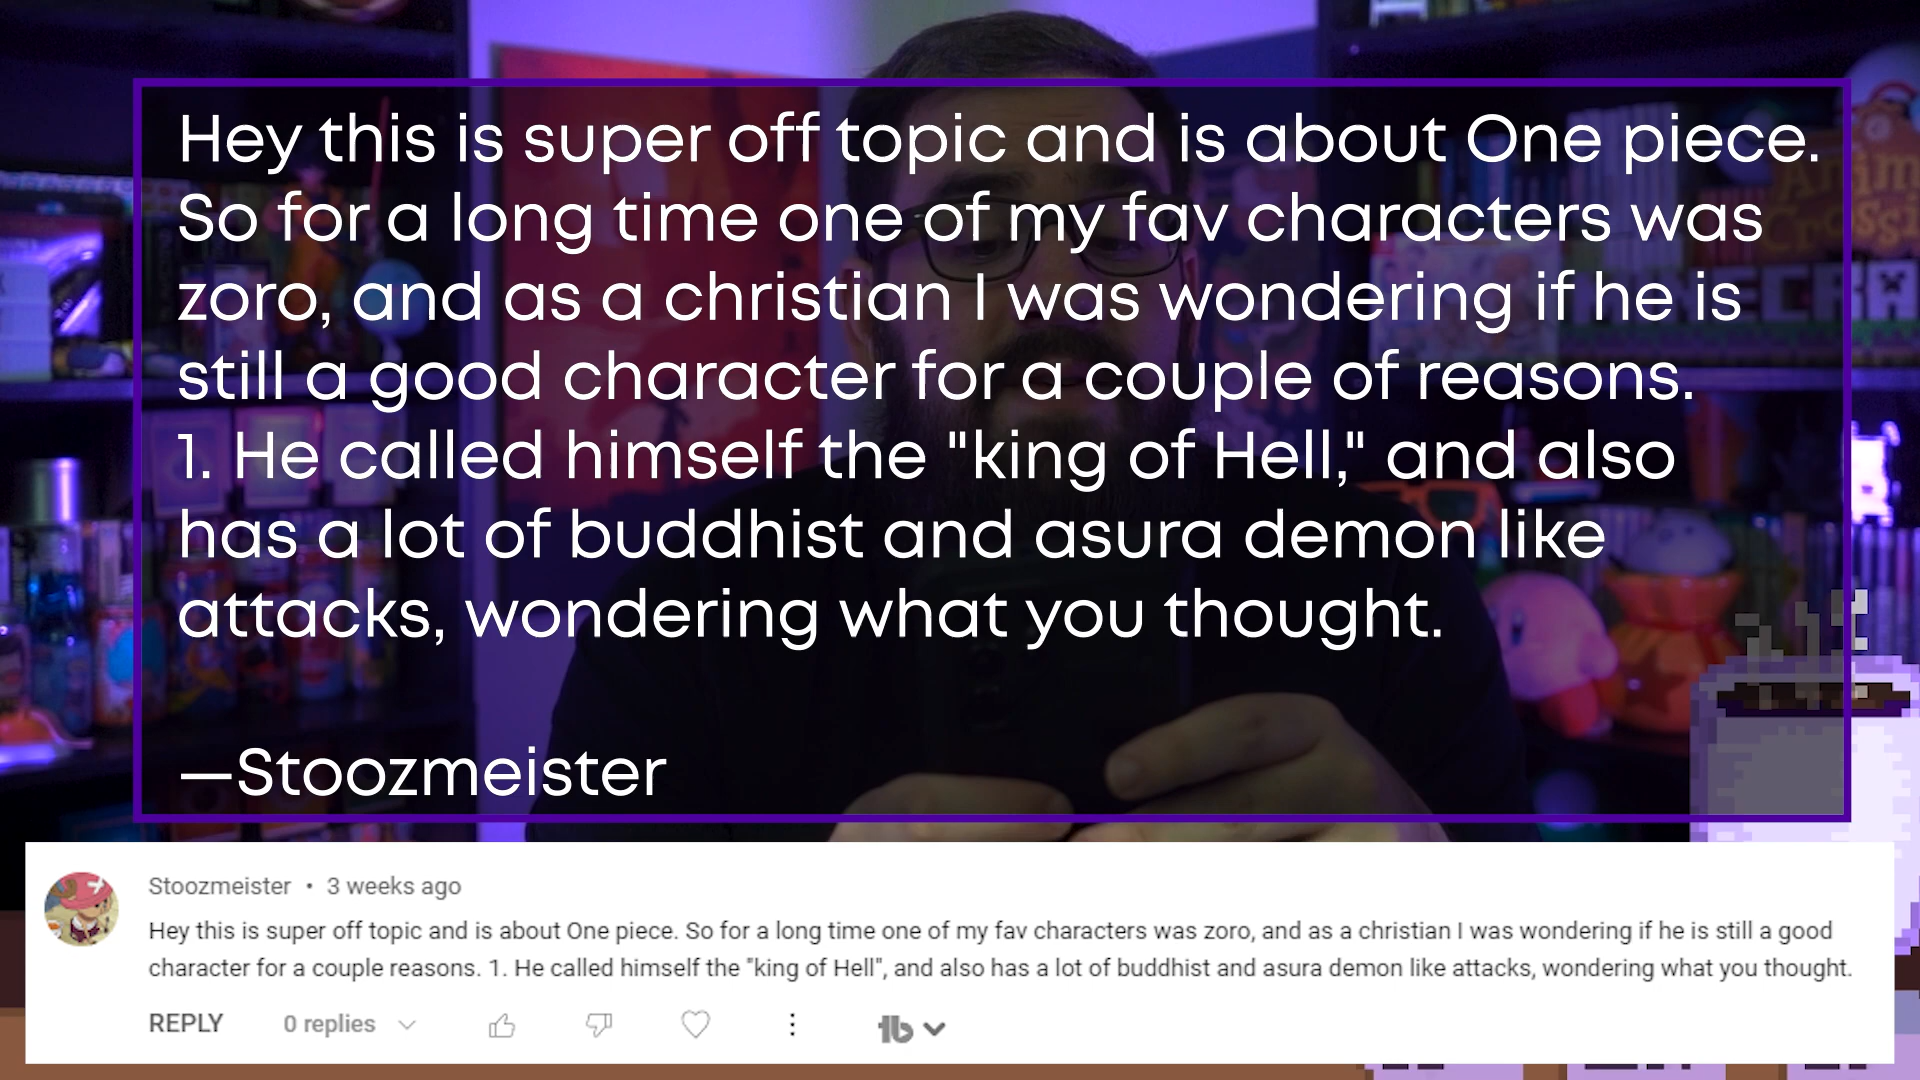 Hey this is super off topic and is about One piece.
So for a long time one of my fav characters was
zoro, and as a christian I was wondering if he is
still a good character for a couple of reasons.
1. He called himself the "king of Hell," and also
has a lot of buddhist and asura demon like
attacks, wondering what you thought.
—Stoozmeister
Stoozmeister • 3 weeks ago
Hey this is super off topic and is about One piece. So for a long time one of my fav characters was zoro, and as a christian I was wondering if he is still a good
character for a couple reasons. 1. He called himself the "king of Hell", and also has a lot of buddhist and asura demon like attacks, wondering what you thought.
REPLY 0 replies